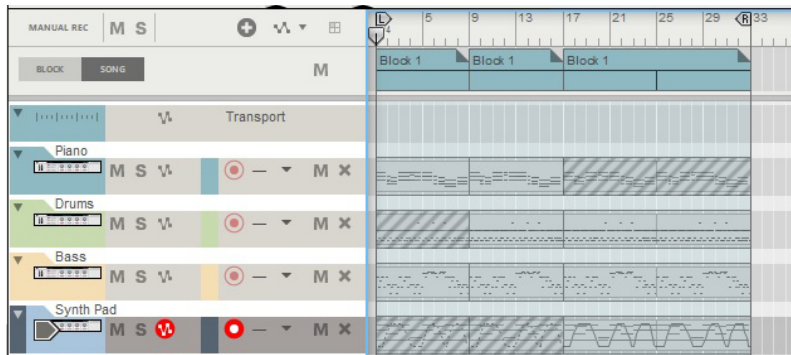 MANUAL REC M S
L 5 9 13 17 21 25 29 R 33
4
Block 1 Block 1 Block 1
BLOCK SONG M
Transport
Piano
M S M
Drums
M S M
Bass
M S M
Synth Pad
M S M